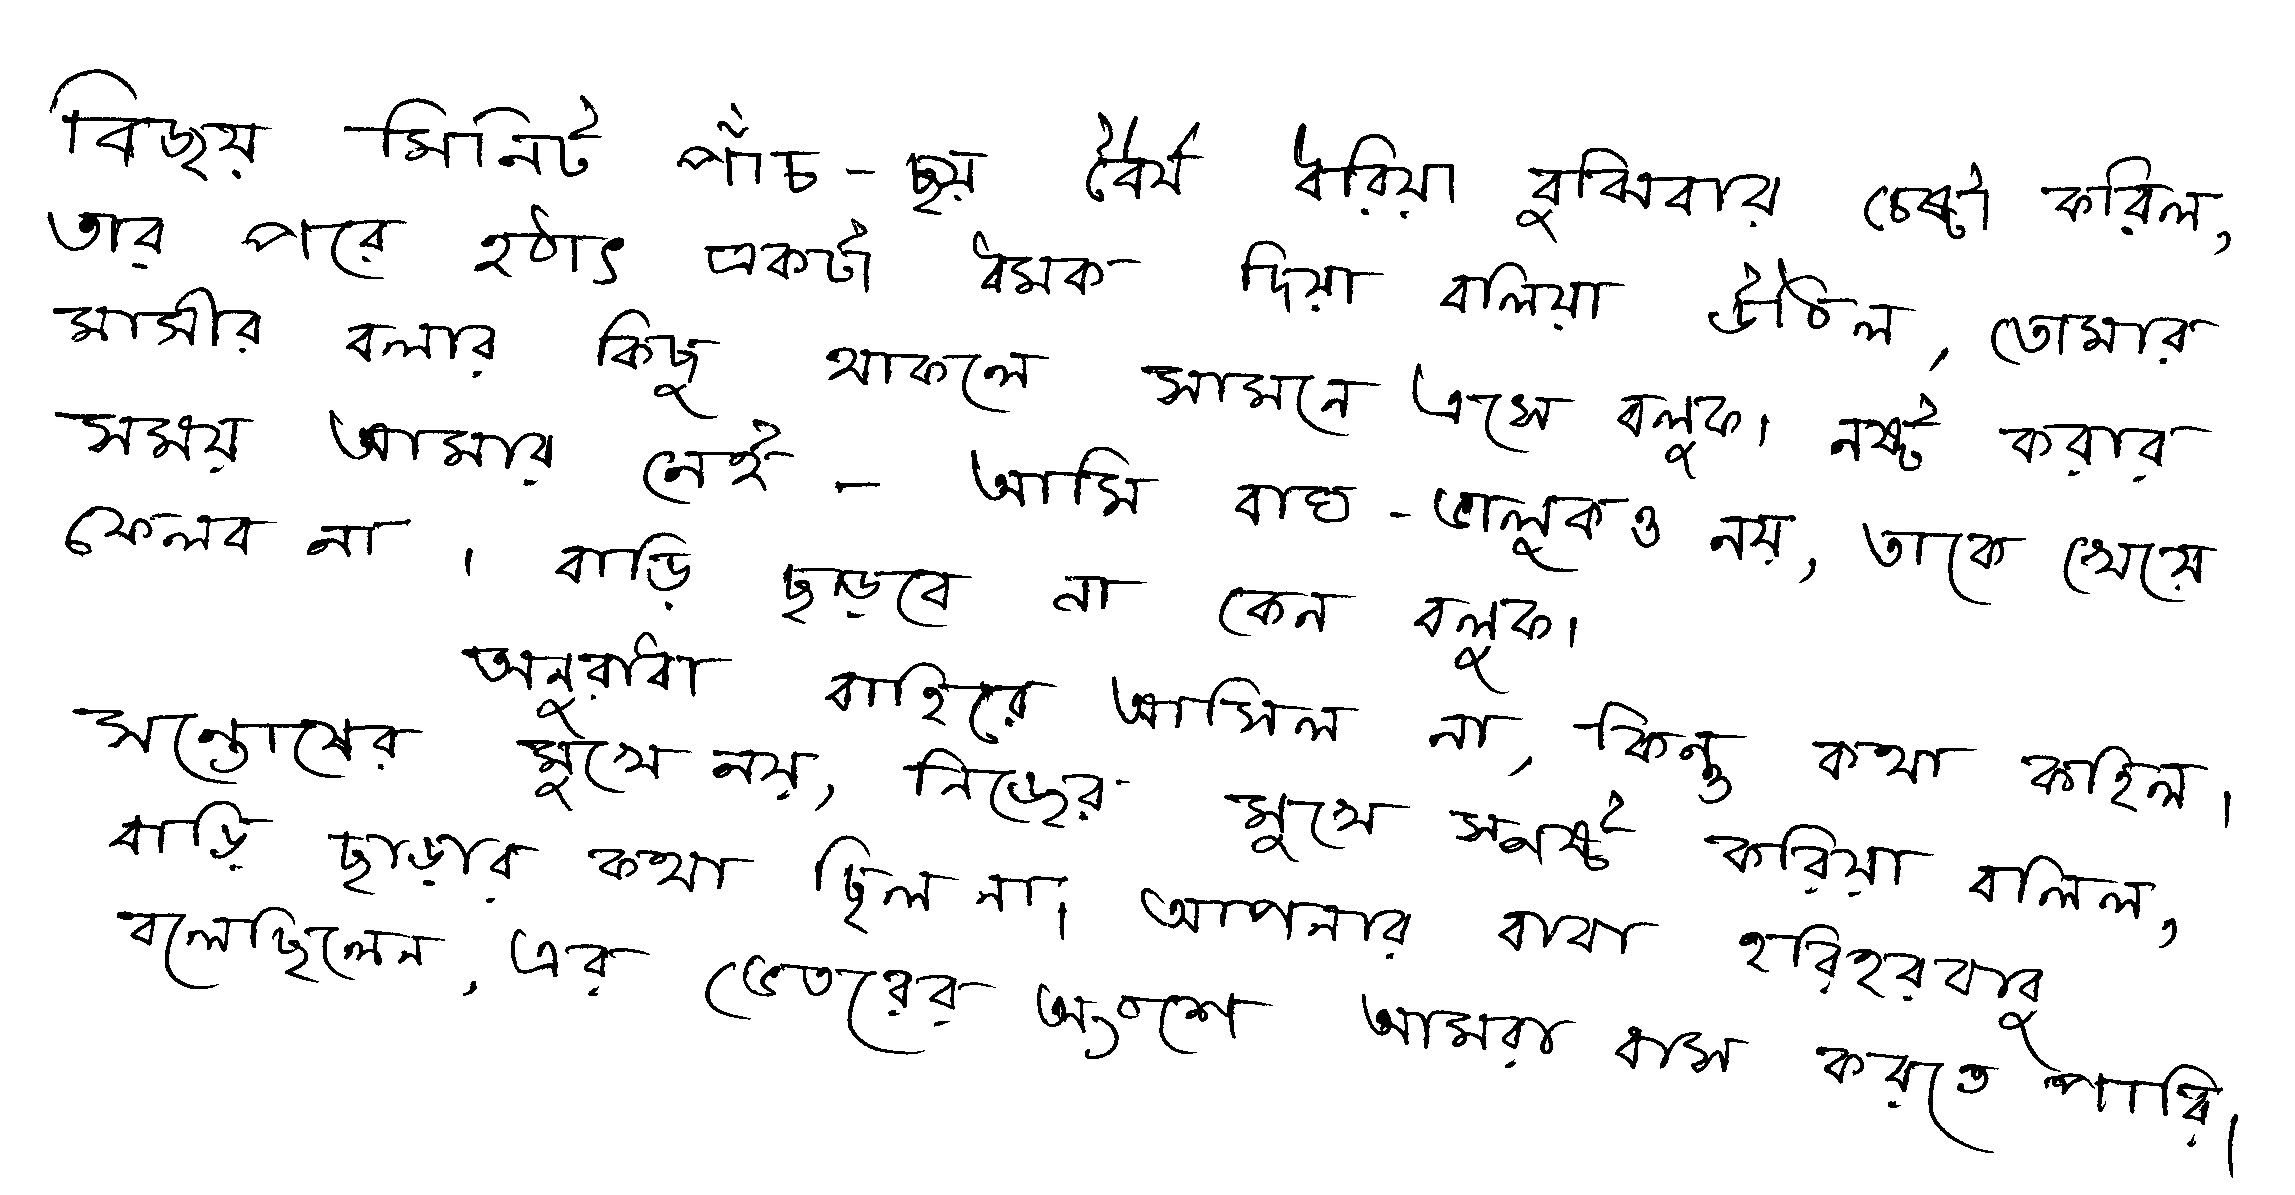 বিজয় মিনিট পাঁচ-ছয় ধৈর্য ধরিয়া বুঝিবার চেষ্টা করিল,
তার পরে হঠাৎ একটা ধমক দিয়া বলিয়া উঠিল, তোমার
মাসীর বলার কিছু থাকলে সামনে এসে বলুক। নষ্ট করার
সময় আমার নেই - আমি বাঘ-ভালুকও নয়, তাকে খেয়ে
ফেলব না। বাড়ি ছাড়বে না কেন বলুক।
অনুরাধা বাহিরে আসিল না, কিন্তু কথা কহিল।
সন্তোষের মুখে নয়, নিজের মুখে স্পষ্ট করিয়া বলিল,
বাড়ি ছাড়ার কথা ছিল না। আপনার বাবা হরিহরবাবু
বলেছিলেন, এর ভেতরের অংশে আমরা বাস করতে পারি।